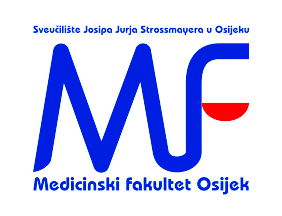 Sveučilište Josipa Jurja Strossmayera u Osijeku
MF
Medicinski fakultet Osijek